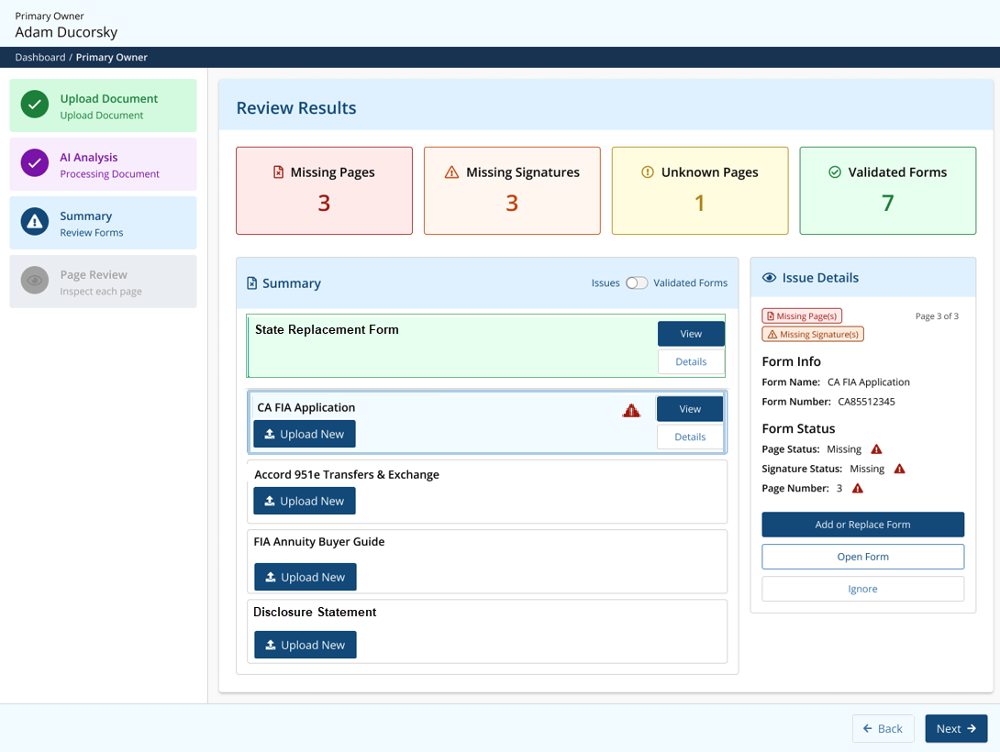 Primary Owner
Adam Ducorsky
Dashboard / Primary Owner
Upload Document
Upload Document
AI Analysis
Processing Document
Summary
Review Forms
Page Review
Inspect each page
Review Results
Missing Pages
3
Missing Signatures
3
Unknown Pages
1
Validated Forms
7
Summary
Issues
Validated Forms
State Replacement Form
View
Details
CA FIA Application
Upload New
View
Details
Accord 951e Transfers & Exchange
Upload New
FIA Annuity Buyer Guide
Upload New
Disclosure Statement
Upload New
Issue Details
Missing Page(s)
Page 3 of 3
Missing Signature(s)
Form Info
Form Name: CA FIA Application
Form Number: CA85512345
Form Status
Page Status: Missing
Signature Status: Missing
Page Number: 3
Add or Replace Form
Open Form
Ignore
Back
Next